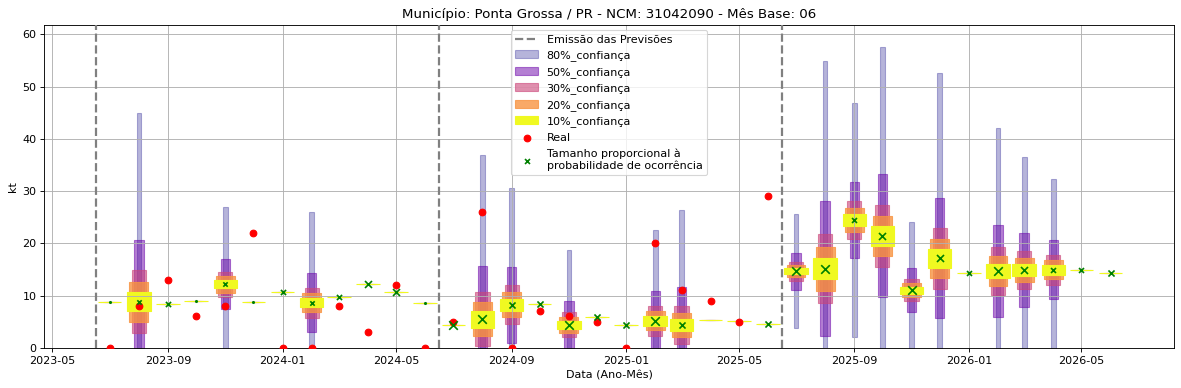 Município: Ponta Grossa / PR - NCM: 31042090 - Mês Base: 06
60
50
40
30
20
10
0
kt
Emissão das Previsões
80%_confiança
50%_confiança
30%_confiança
20%_confiança
10%_confiança
Real
Tamanho proporcional à
probabilidade de ocorrência
2023-05 2023-09 2024-01 2024-05 2024-09 2025-01 2025-05 2025-09 2026-01 2026-05
Data (Ano-Mês)